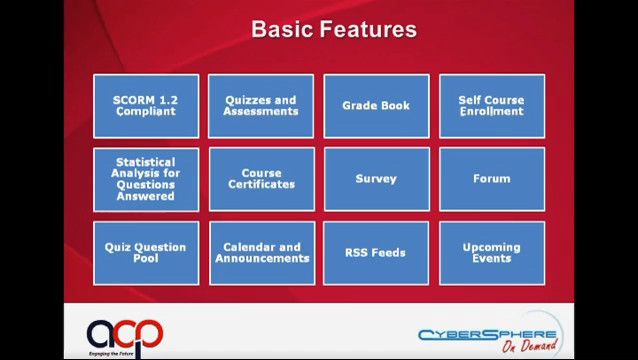 Basic Features
SCORM 1.2
Compliant
Quizzes and
Assessments
Grade Book
Self Course
Enrollment
Statistical
Analysis for
Questions
Answered
Course
Certificates
Survey
Forum
Quiz Question
Pool
Calendar and
Announcements
RSS Feeds
Upcoming
Events
acp
Engaging the Future
CYBERSPHERE
On Demand